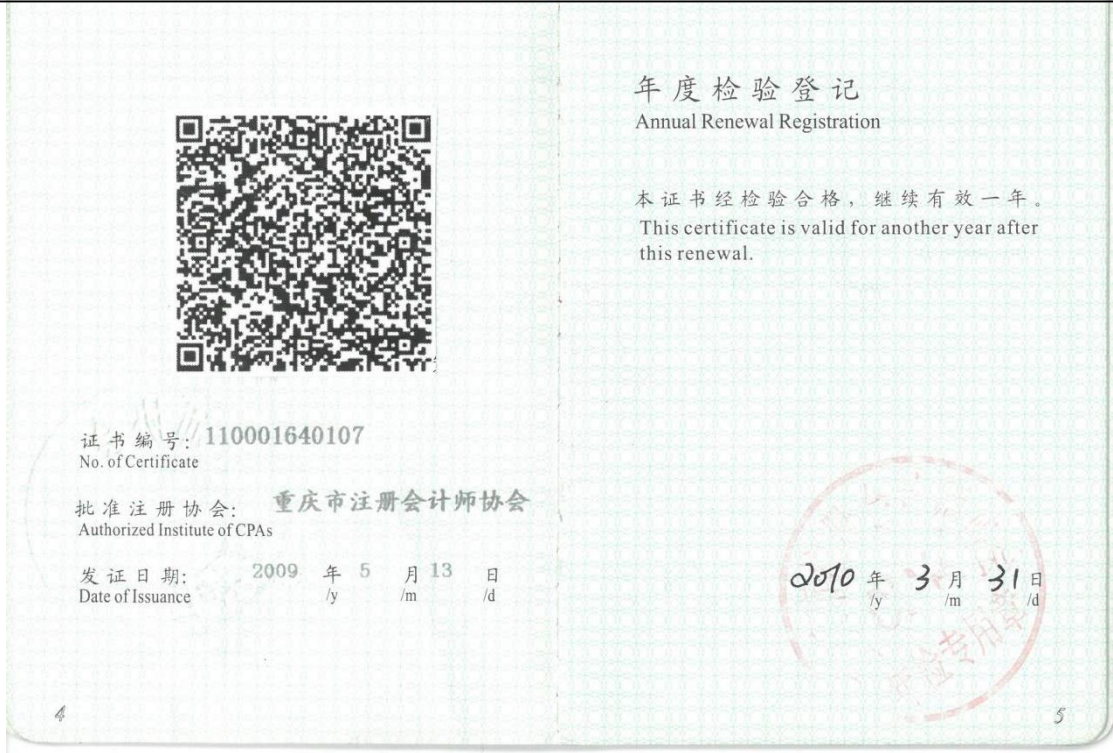 证书编号: 110001640107
No. of Certificate
批准注册协会: 重庆市注册会计师协会
Authorized Institute of CPAs
发证日期: 2009 年 5 月 13 日
Date of Issuance /y /m /d
4
年度检验登记
Annual Renewal Registration
本证书经检验合格，继续有效一年。
This certificate is valid for another year after
this renewal.
2010 年 3 月 31 日
/y /m /d
检专用章
5